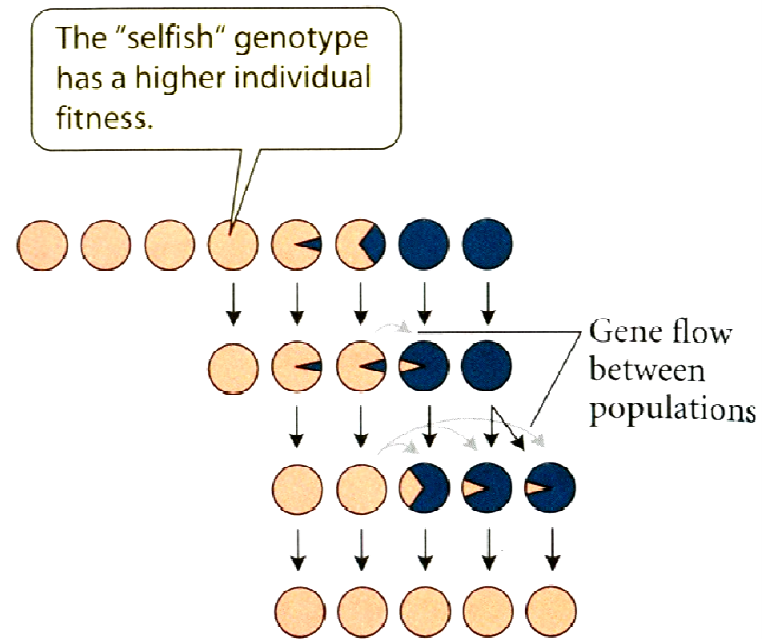 The "selfish" genotype
has a higher individual
fitness.
Gene flow
between
populations